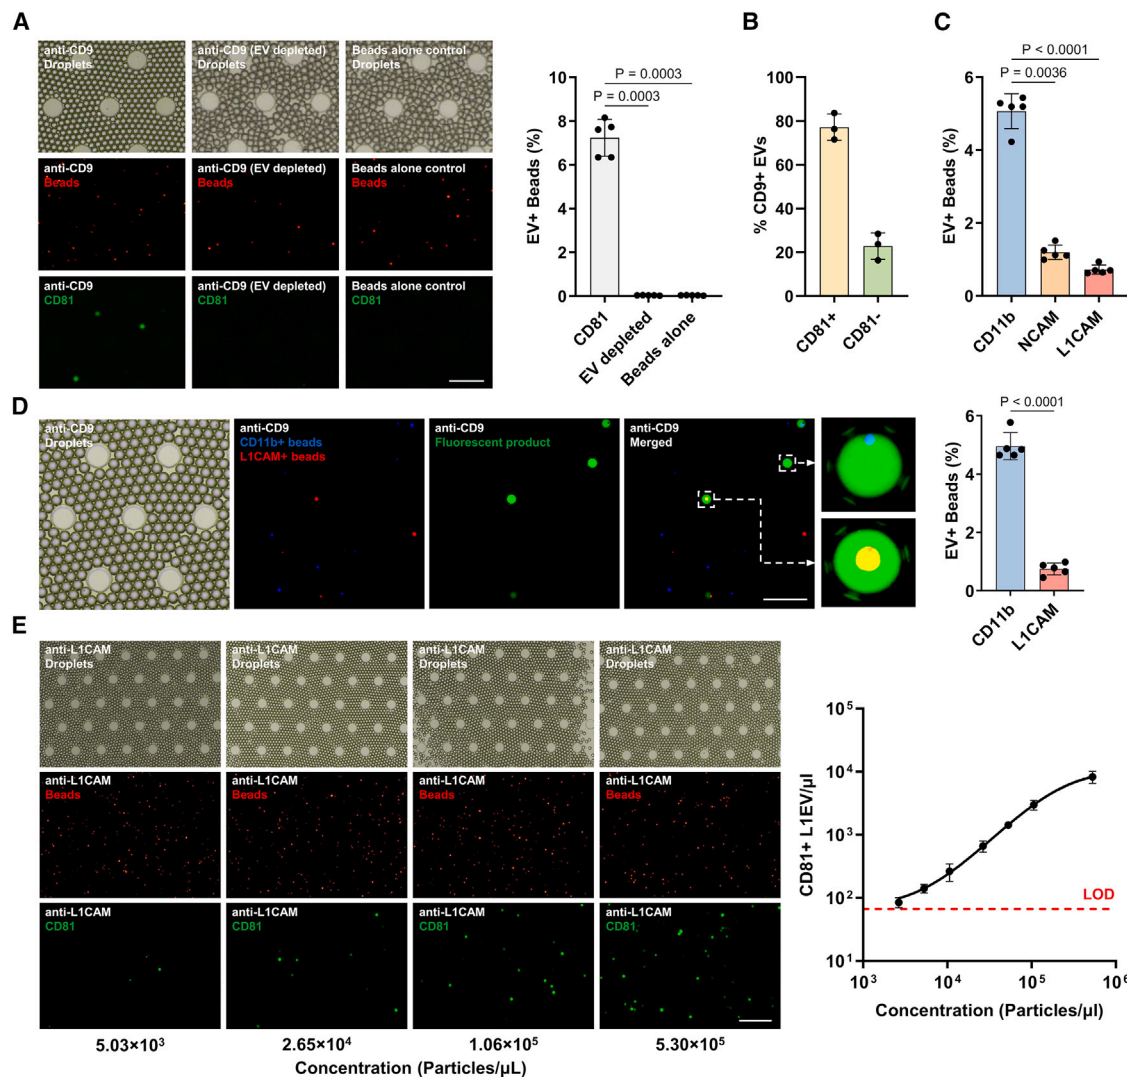 A
anti-CD9
Droplets
anti-CD9 (EV depleted)
Droplets
Beads alone control
Droplets
anti-CD9
Beads
anti-CD9 (EV depleted)
Beads
Beads alone control
Beads
anti-CD9
CD81
anti-CD9 (EV depleted)
CD81
Beads alone control
CD81
EV+ Beads (%)
10
8
6
4
2
0
P = 0.0003
P = 0.0003
CD81
EV depleted
Beads alone
B
% CD9+ EVs
100
80
60
40
20
0
CD81+
CD81-
C
EV+ Beads (%)
6
4
2
0
P < 0.0001
P = 0.0036
CD11b
NCAM
L1CAM
D
anti-CD9
Droplets
anti-CD9
CD11b+ beads
L1CAM+ beads
anti-CD9
Fluorescent product
anti-CD9
Merged
EV+ Beads (%)
6
4
2
0
P < 0.0001
CD11b
L1CAM
E
anti-L1CAM
Droplets
anti-L1CAM
Droplets
anti-L1CAM
Droplets
anti-L1CAM
Droplets
anti-L1CAM
Beads
anti-L1CAM
Beads
anti-L1CAM
Beads
anti-L1CAM
Beads
anti-L1CAM
CD81
anti-L1CAM
CD81
anti-L1CAM
CD81
anti-L1CAM
CD81
5.03×10³
2.65×10⁴
1.06×10⁵
5.30×10⁵
Concentration (Particles/µL)
CD81+ L1EV/µl
10⁵
10⁴
10³
10²
10¹
LOD
10³
10⁴
10⁵
10⁶
Concentration (Particles/µl)